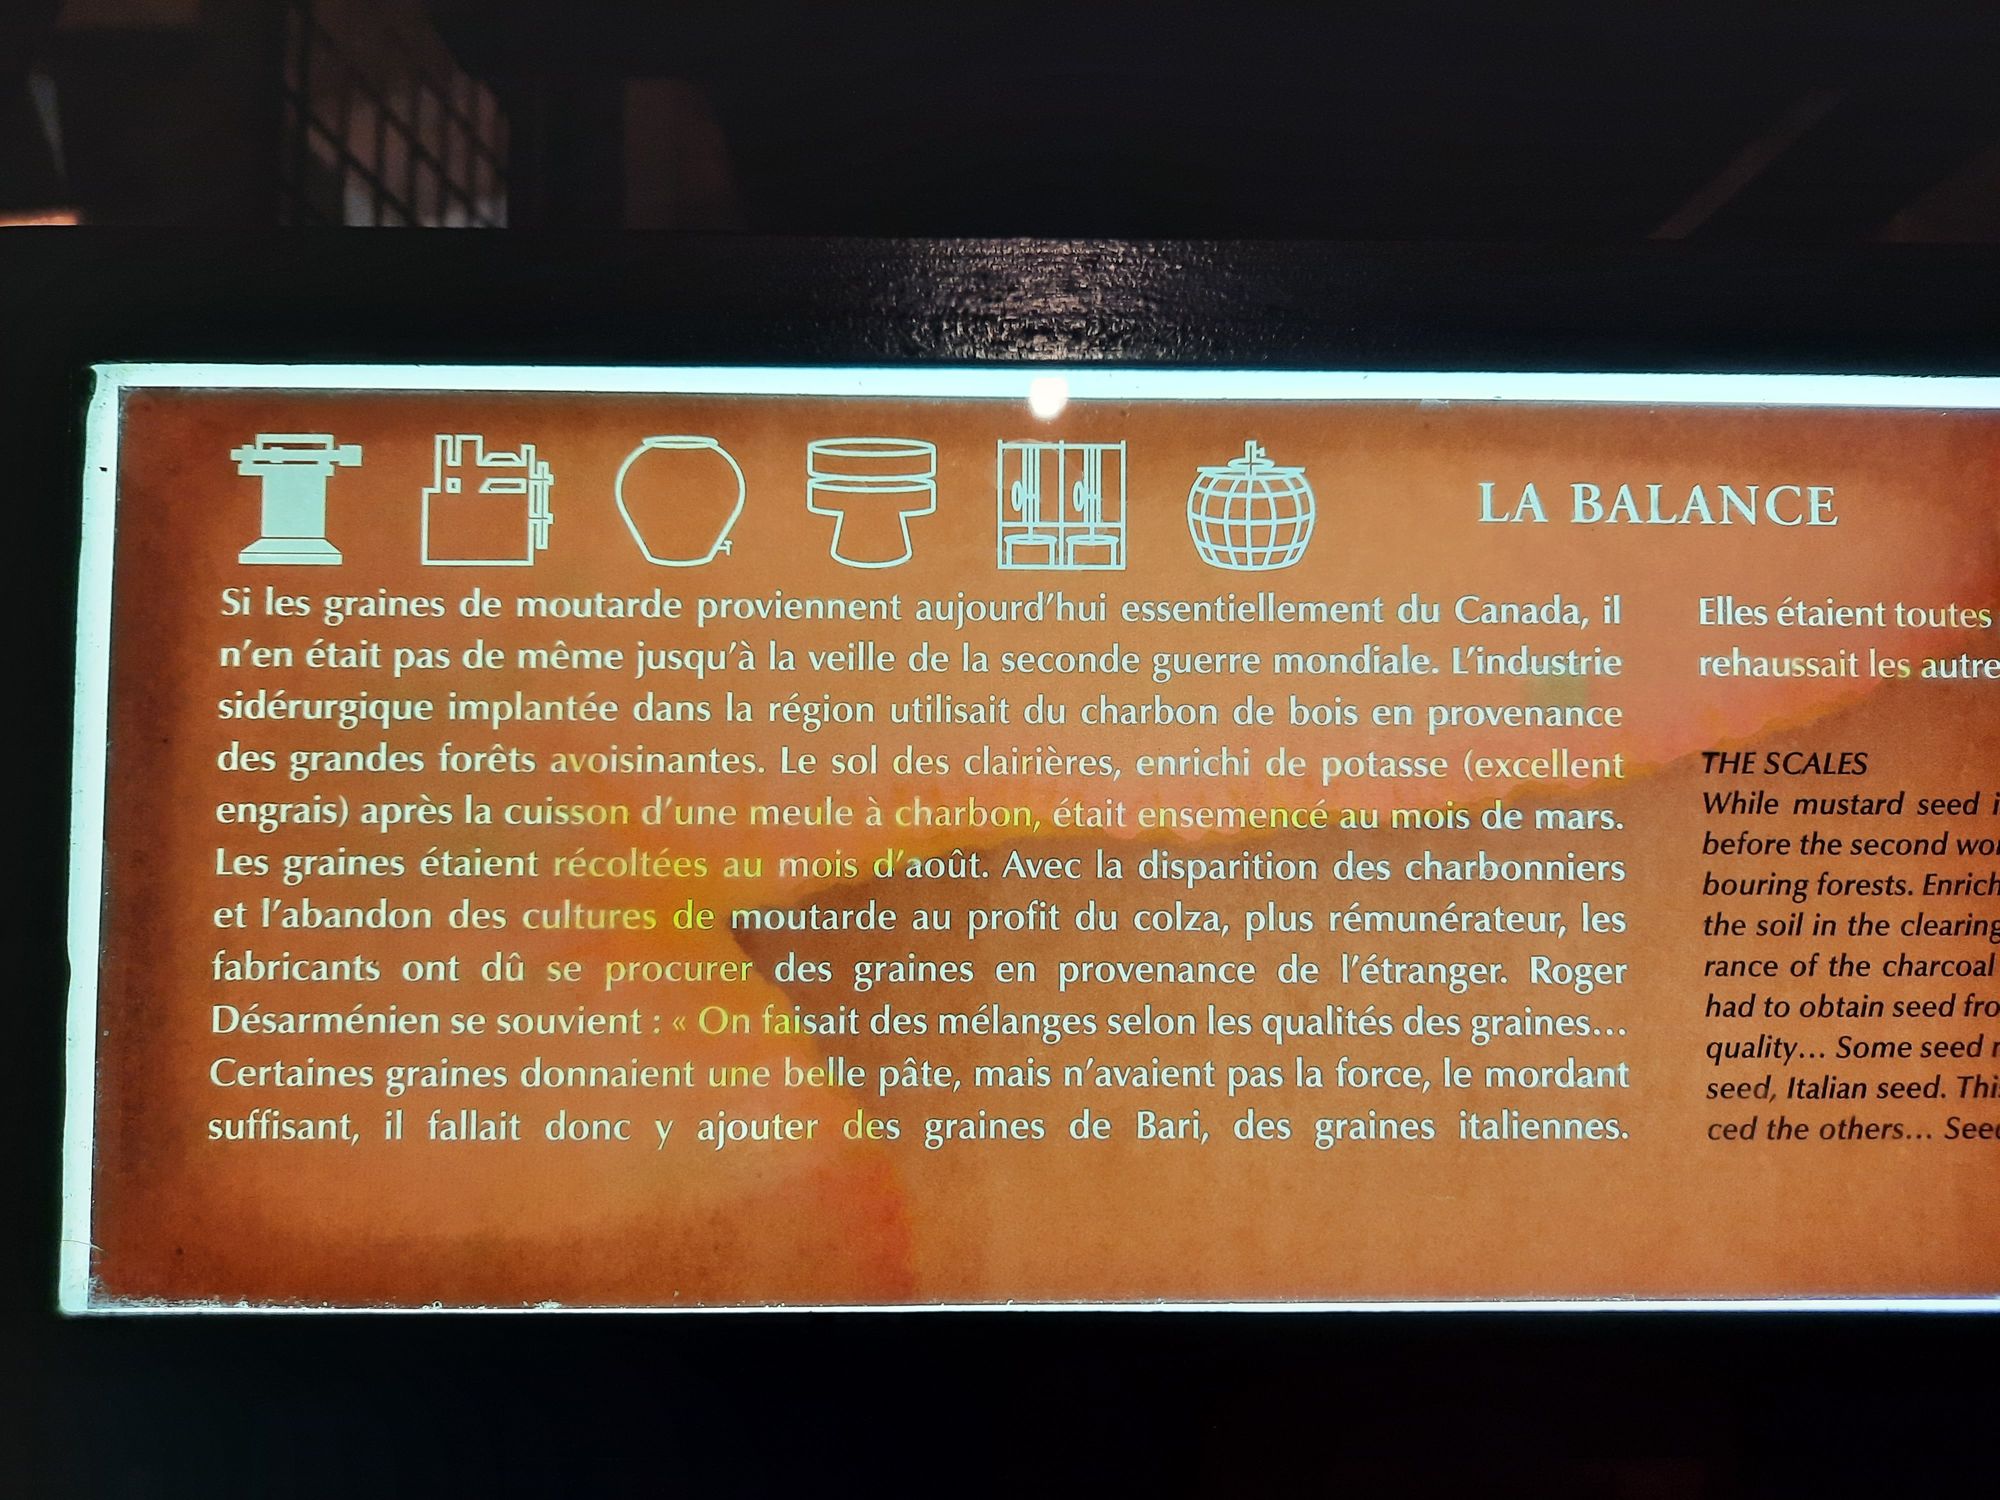 LA BALANCE
Si les graines de moutarde proviennent aujourd'hui essentiellement du Canada, il
n'en était pas de même jusqu'à la veille de la seconde guerre mondiale. L'industrie
sidérurgique implantée dans la région utilisait du charbon de bois en provenance
des grandes forêts avoisinantes. Le sol des clairières, enrichi de potasse (excellent
engrais) après la cuisson d'une meule à charbon, était ensemencé au mois de mars.
Les graines étaient récoltées au mois d'août. Avec la disparition des charbonniers
et l'abandon des cultures de moutarde au profit du colza, plus rémunérateur, les
fabricants ont dû se procurer des graines en provenance de l'étranger. Roger
Désarménien se souvient : « On faisait des mélanges selon les qualités des graines...
Certaines graines donnaient une belle pâte, mais n'avaient pas la force, le mordant
suffisant, il fallait donc y ajouter des graines de Bari, des graines italiennes.
Elles étaient toutes
rehaussait les autre
THE SCALES
While mustard seed
before the second wo
bouring forests. Enrich
the soil in the clearing
rance of the charcoal
had to obtain seed fro
quality... Some seed
seed, Italian seed. This
ced the others... See